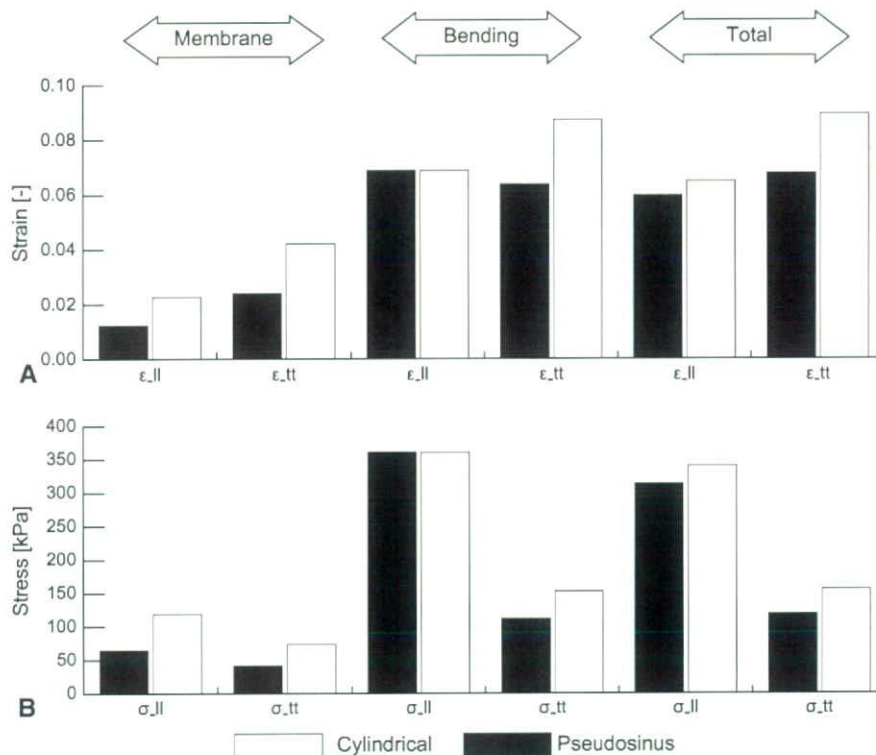 Membrane Bending Total
0.10
0.08
0.06
0.04
0.02
0.00
Strain [-]
A
ε_ll ε_tt ε_ll ε_tt ε_ll ε_tt
400
350
300
250
200
150
100
50
0
Stress [kPa]
B
σ_ll σ_tt σ_ll σ_tt σ_ll σ_tt
Cylindrical Pseudosinus